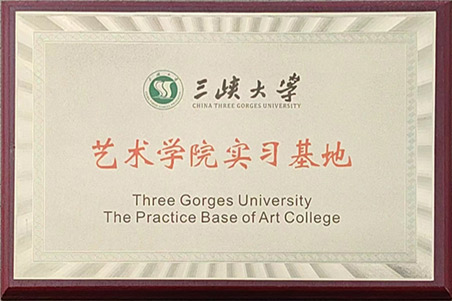 三峡大学
CHINA THREE GORGES UNIVERSITY
艺术学院实习基地
Three Gorges University
The Practice Base of Art College